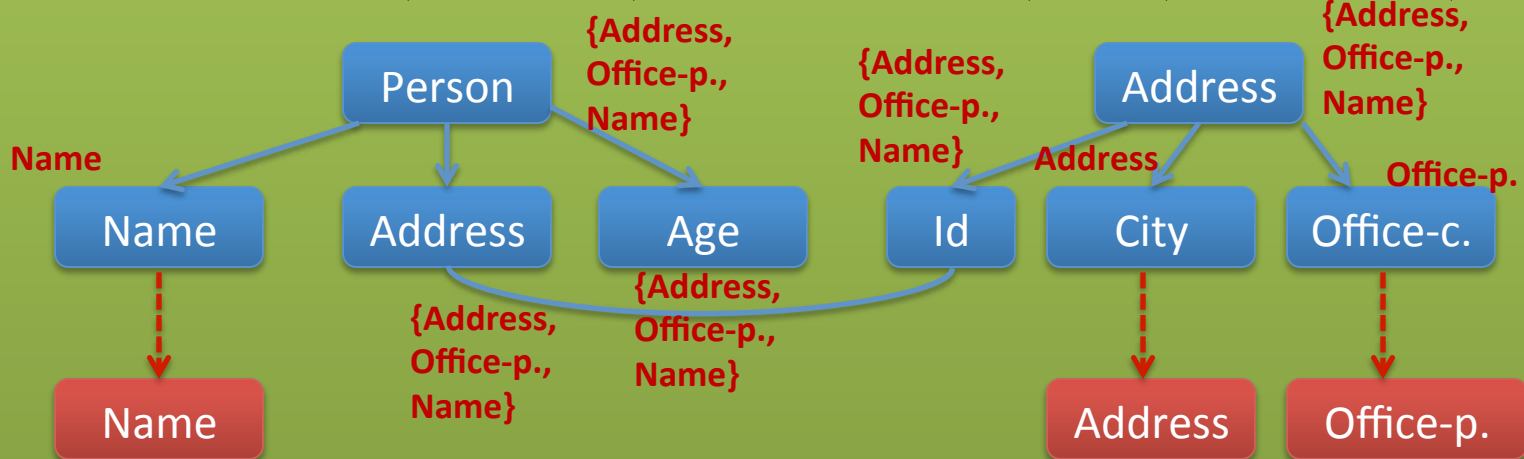 {Address,
Office-p.,
Name}
{Address,
Office-p.,
Name}
Person
{Address,
Office-p.,
Name}
Address
Name
Address
Office-p.
Name
Address
Age
Id
City
Office-c.
{Address,
Office-p.,
Name}
{Address,
Office-p.,
Name}
Name
Address
Office-p.